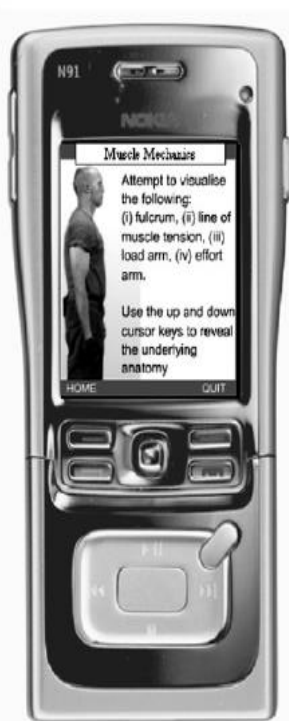 N91
NOKIA
Muscle Mechanics
Attempt to visualise
the following:
(i) fulcrum, (ii) line of
muscle tension, (iii)
load arm, (iv) effort
arm.
Use the up and down
cursor keys to reveal
the underlying
anatomy
HOME QUIT